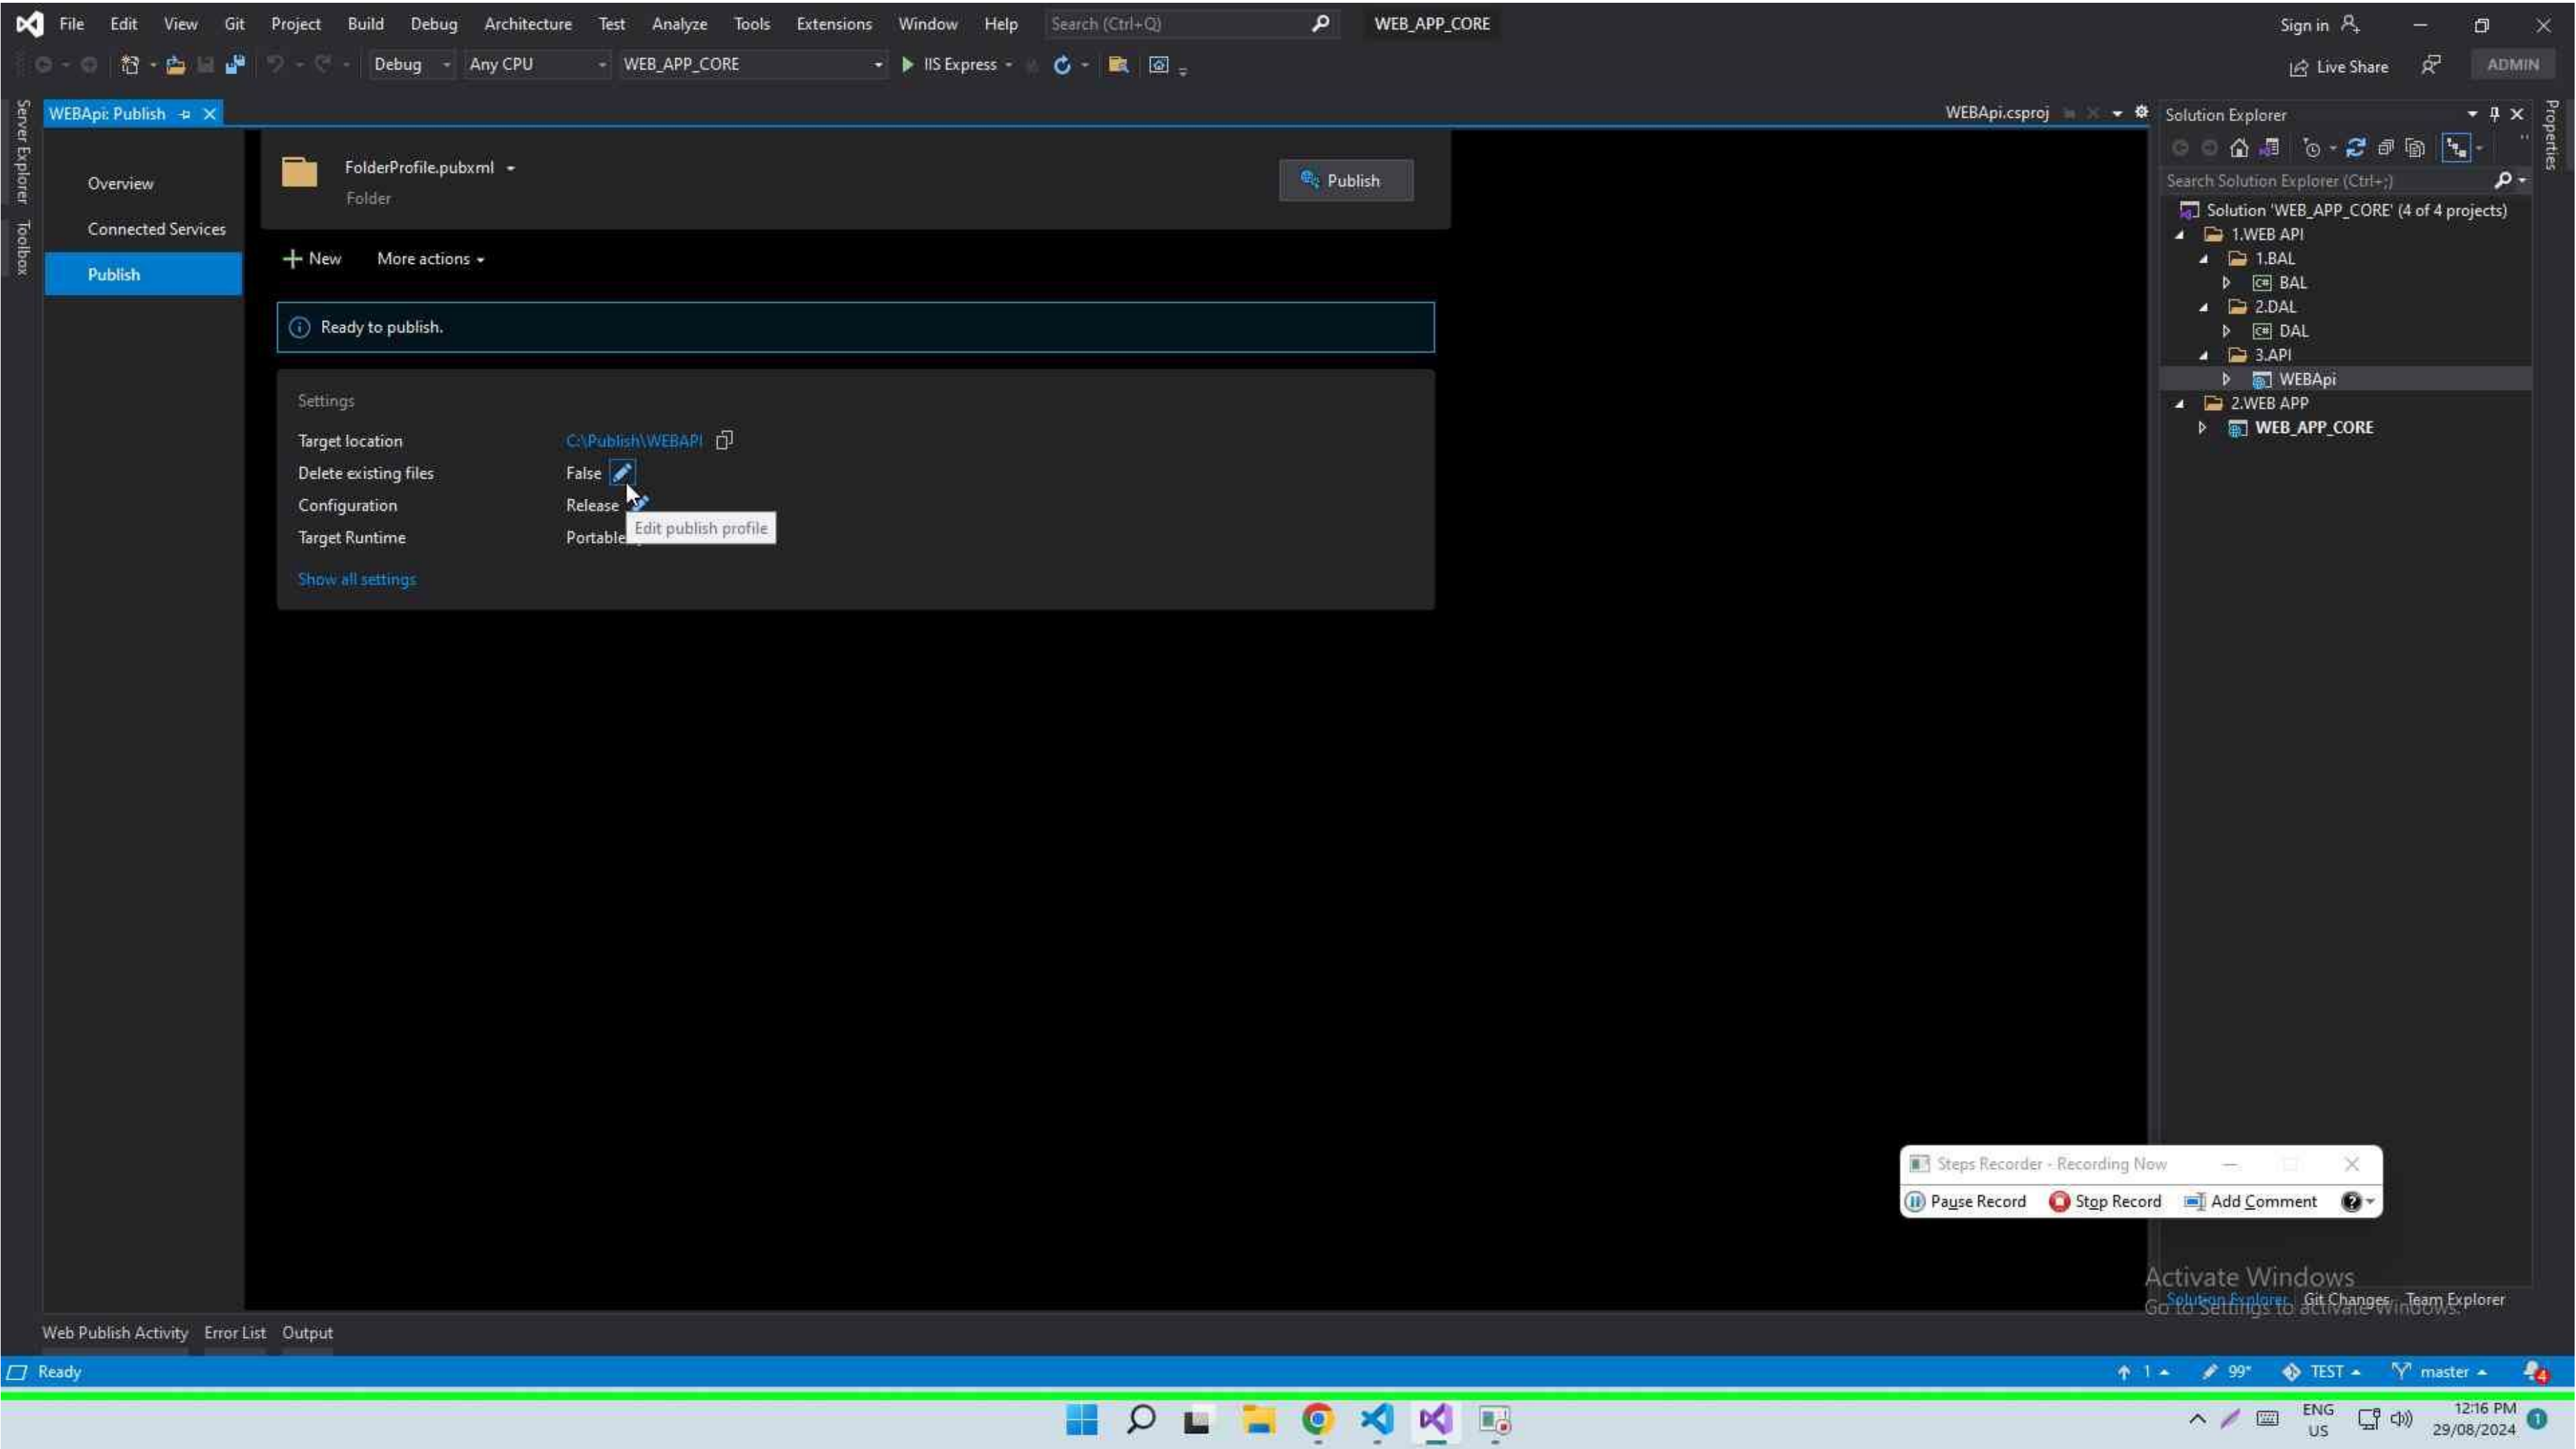 File Edit View Git Project Build Debug Architecture Test Analyze Tools Extensions Window Help Search (Ctrl+Q) WEB_APP_CORE Sign in
Debug Any CPU WEB_APP_CORE IIS Express Live Share ADMIN
Server Explorer
Toolbox
WEBApi: Publish
WEBApi.csproj
Overview
Connected Services
Publish
FolderProfile.pubxml
Folder
Publish
New More actions
Ready to publish.
Settings
Target location C:\Publish\WEBAPI
Delete existing files False
Configuration Release
Edit publish profile
Target Runtime Portable
Show all settings
Solution Explorer
Properties
Search Solution Explorer (Ctrl+;)
Solution 'WEB_APP_CORE' (4 of 4 projects)
1.WEB API
1.BAL
C# BAL
2.DAL
C# DAL
3.API
WEBApi
2.WEB APP
WEB_APP_CORE
Steps Recorder - Recording Now
Pause Record Stop Record Add Comment
Activate Windows
Go to Settings to activate Windows.
Solution Explorer Git Changes Team Explorer
Web Publish Activity Error List Output
Ready 1 99+ TEST master 4
ENG
US
12:16 PM
29/08/2024
1